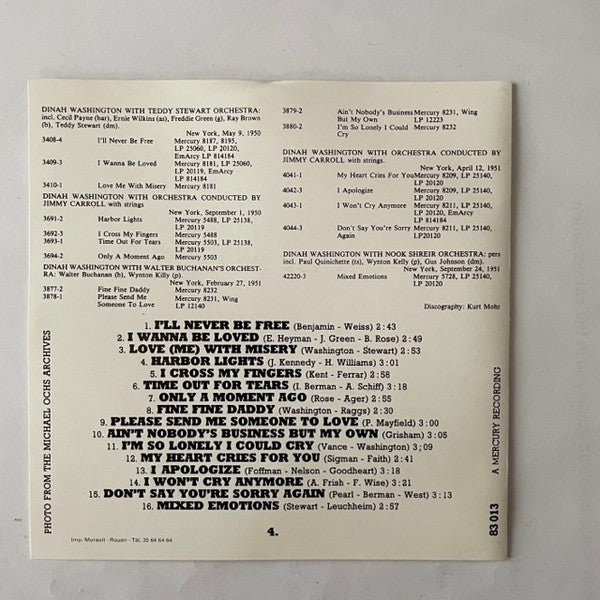 DINAH WASHINGTON WITH TEDDY STEWART ORCHESTRA:
incl. Cecil Payne (bar), Ernie Wilkins (as), Freddie Green (g), Ray Brown
(b), Teddy Stewart (dm).
New York, May 9, 1950
3408-4 I'll Never Be Free Mercury 8187, 8195,
LP 25060, LP 20120,
EmArcy LP 814184
3409-3 I Wanna Be Loved Mercury 8181, LP 25060,
LP 20119, EmArcy
LP 814184
3410-1 Love Me With Misery Mercury 8181
DINAH WASHINGTON WITH ORCHESTRA CONDUCTED BY
JIMMY CARROLL with strings.
New York, September 1, 1950
3691-2 Harbor Lights Mercury 5488, LP 25138,
LP 20119
3692-3 I Cross My Fingers Mercury 5488
3693-1 Time Out For Tears Mercury 5503, LP 25138,
LP 20119
3694-2 Only A Moment Ago Mercury 5503
DINAH WASHINGTON WITH WALTER BUCHANAN'S ORCHEST-
RA: Walter Buchanan (b), Wynton Kelly (p).
New York, February 27, 1951
3877-2 Fine Fine Daddy Mercury 8232
3878-1 Please Send Me Mercury 8231, Wing
Someone To Love LP 12140
3879-2 Ain't Nobody's Business Mercury 8231, Wing
But My Own LP 12223
3880-2 I'm So Lonely I Could Mercury 8232
Cry
DINAH WASHINGTON WITH ORCHESTRA CONDUCTED BY
JIMMY CARROLL with strings.
New York, April 12, 1951
4041-1 My Heart Cries For You Mercury 8209, LP 25140,
LP 20120
4042-3 I Apologize Mercury 8209, LP 25140,
LP 20120
4043-1 I Won't Cry Anymore Mercury 8211, LP 25140,
LP 20120, EmArcy
LP 814184
4044-3 Don't Say You're Sorry Mercury 8211, LP 25140,
Again LP20120
DINAH WASHINGTON WITH NOOK SHREIR ORCHESTRA: pers
incl. Paul Quinichette (ts), Wynton Kelly (p), Gus Johnson (dm).
New York, September 24, 1951
42220-3 Mixed Emotions Mercury 5728, LP 25140,
LP 20120
Discography: Kurt Mohr
1. I'LL NEVER BE FREE (Benjamin - Weiss) 2:43
2. I WANNA BE LOVED (E. Heyman - J. Green - B. Rose) 2:49
3. LOVE (ME) WITH MISERY (Washington - Stewart) 2:53
4. HARBOR LIGHTS (J. Kennedy - H. Williams) 3:01
5. I CROSS MY FINGERS (Kent - Ferrar) 2:58
6. TIME OUT FOR TEARS (I. Berman - A. Schiff) 3:18
7. ONLY A MOMENT AGO (Rose - Ager) 2:55
8. FINE FINE DADDY (Washington - Raggs) 2:30
9. PLEASE SEND ME SOMEONE TO LOVE (P. Mayfield) 3:00
10. AIN'T NOBODY'S BUSINESS BUT MY OWN (Grisham) 3:05
11. I'M SO LONELY I COULD CRY (Vance - Washington) 3:09
12. MY HEART CRIES FOR YOU (Sigman - Faith) 2:41
13. I APOLOGIZE (Foffman - Nelson - Goodheart) 3:18
14. I WON'T CRY ANYMORE (A. Frish - F. Wise) 3:21
15. DON'T SAY YOU'RE SORRY AGAIN (Pearl - Berman - West) 3:13
16. MIXED EMOTIONS (Stewart - Leuchheim) 2:57
PHOTO FROM THE MICHAEL OCHS ARCHIVES
83 013 A MERCURY RECORDING
4.
Imp. Morault - Rouen - Tél. 35 64 64 64